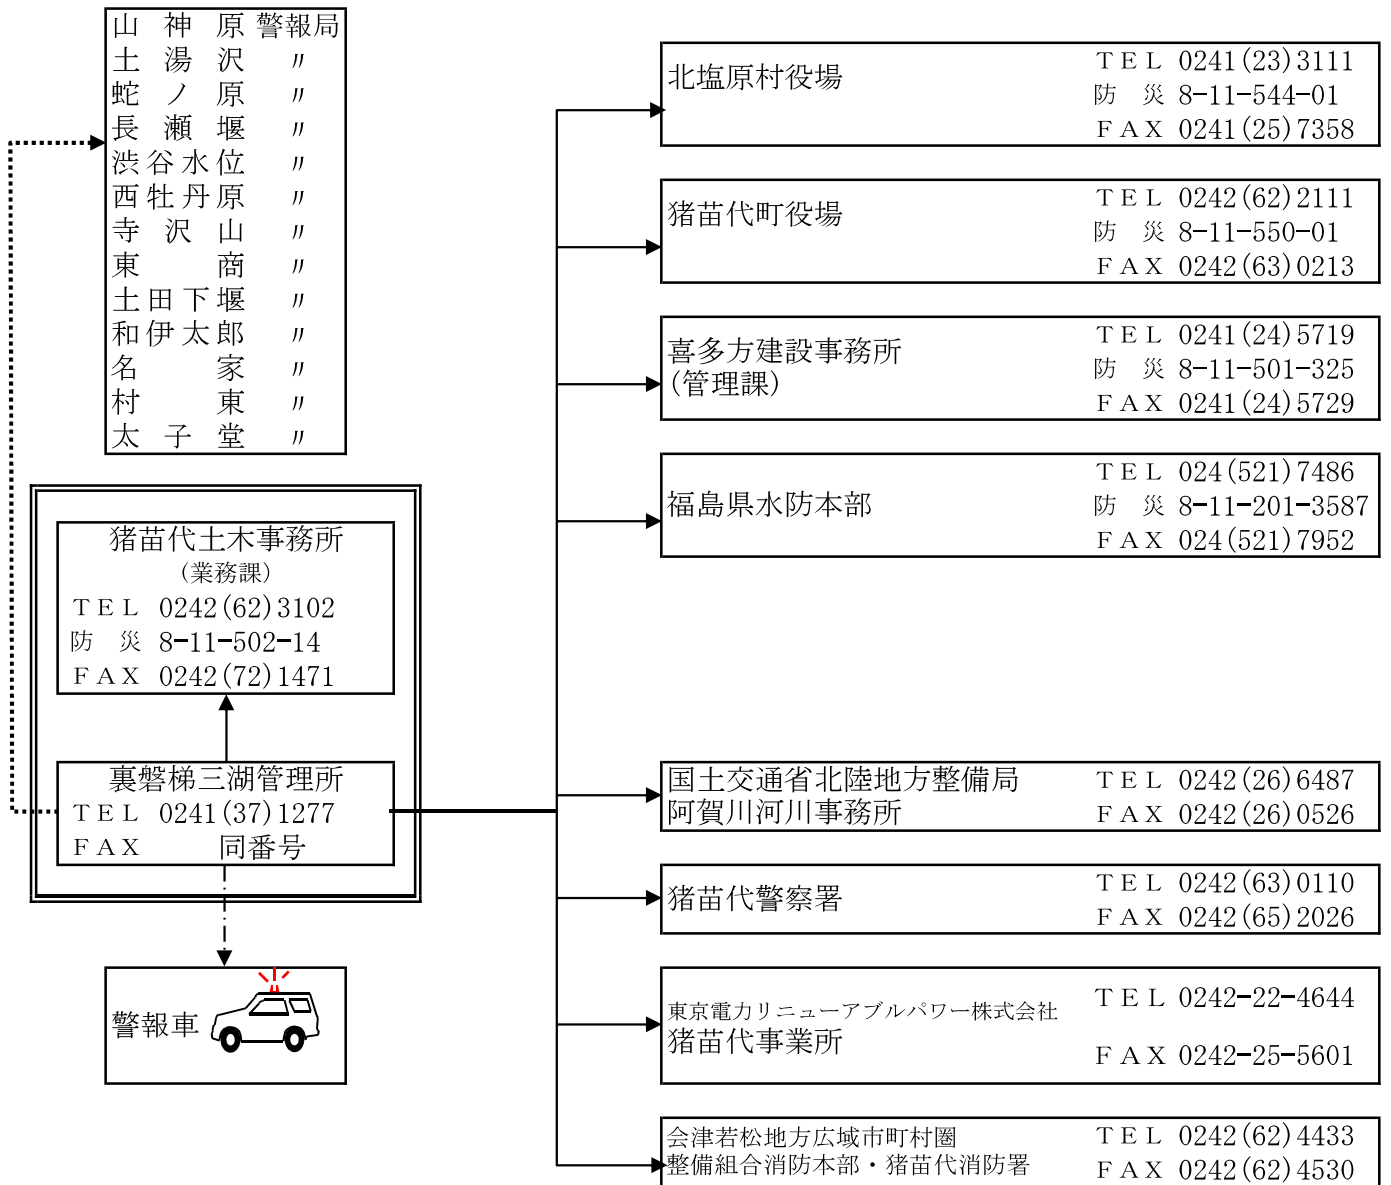 山神原警報局
土湯沢 〃
蛇ノ原 〃
長瀬堰 〃
渋谷水位 〃
西牡丹原 〃
寺沢山 〃
東商 〃
土田下堰 〃
和伊太郎 〃
名家 〃
村東 〃
太子堂 〃
猪苗代土木事務所
(業務課)
ＴＥＬ 0242(62)3102
防　災 8-11-502-14
ＦＡＸ 0242(72)1471
裏磐梯三湖管理所
ＴＥＬ 0241(37)1277
ＦＡＸ 同番号
警報車
北塩原村役場
ＴＥＬ 0241(23)3111
防　災 8-11-544-01
ＦＡＸ 0241(25)7358
猪苗代町役場
ＴＥＬ 0242(62)2111
防　災 8-11-550-01
ＦＡＸ 0242(63)0213
喜多方建設事務所
(管理課)
ＴＥＬ 0241(24)5719
防　災 8-11-501-325
ＦＡＸ 0241(24)5729
福島県水防本部
ＴＥＬ 024(521)7486
防　災 8-11-201-3587
ＦＡＸ 024(521)7952
国土交通省北陸地方整備局
阿賀川河川事務所
ＴＥＬ 0242(26)6487
ＦＡＸ 0242(26)0526
猪苗代警察署
ＴＥＬ 0242(63)0110
ＦＡＸ 0242(65)2026
東京電力リニューアブルパワー株式会社
猪苗代事業所
ＴＥＬ 0242-22-4644
ＦＡＸ 0242-25-5601
会津若松地方広域市町村圏
整備組合消防本部・猪苗代消防署
ＴＥＬ 0242(62)4433
ＦＡＸ 0242(62)4530